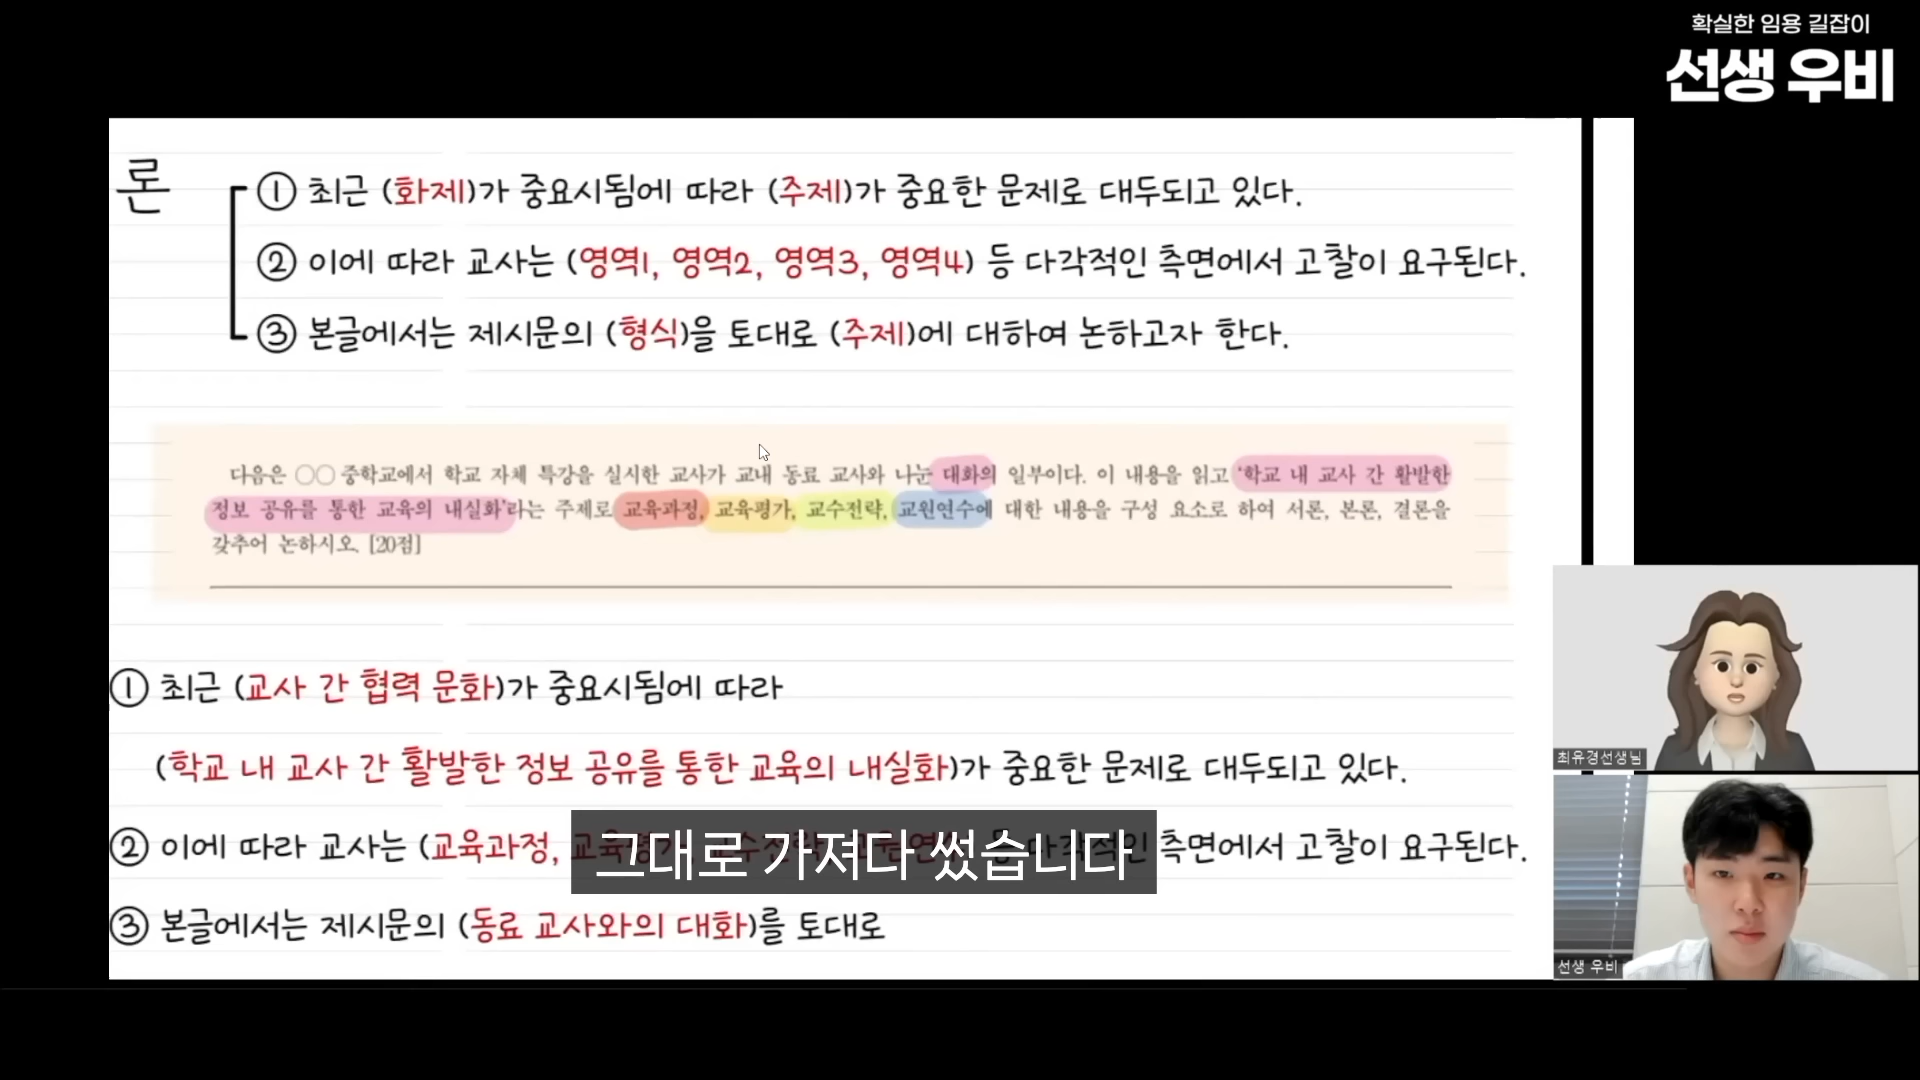 확실한 임용 길잡이
선생 우비
론
① 최근 (화제)가 중요시됨에 따라 (주제)가 중요한 문제로 대두되고 있다.
② 이에 따라 교사는 (영역1, 영역2, 영역3, 영역4) 등 다각적인 측면에서 고찰이 요구된다.
③ 본글에서는 제시문의 (형식)을 토대로 (주제)에 대하여 논하고자 한다.
다음은 ○○중학교에서 학교 자체 특강을 실시한 교사가 교내 동료 교사와 나눈 대화의 일부이다. 이 내용을 읽고 '학교 내 교사 간 활발한
정보 공유를 통한 교육의 내실화'라는 주제로 교육과정, 교육평가, 교수전략, 교원연수에 대한 내용을 구성 요소로 하여 서론, 본론, 결론을
갖추어 논하시오. [20점]
① 최근 (교사 간 협력 문화)가 중요시됨에 따라
(학교 내 교사 간 활발한 정보 공유를 통한 교육의 내실화)가 중요한 문제로 대두되고 있다.
② 이에 따라 교사는 (교육과정, 측면에서 고찰이 요구된다.
그대로 가져다 썼습니다
③ 본글에서는 제시문의 (동료 교사와의 대화)를 토대로
최유경선생님
선생 우비